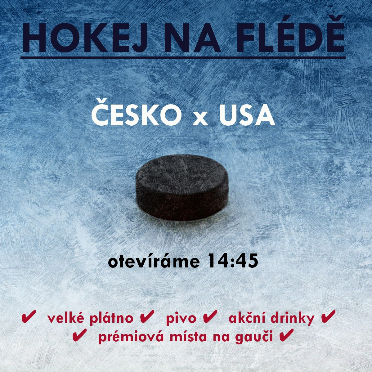 HOKEJ NA FLÉDĚ
ČESKO x USA
otevíráme 14:45
✔ velké plátno ✔ pivo ✔ akční drinky ✔
✔ prémiová místa na gauči ✔